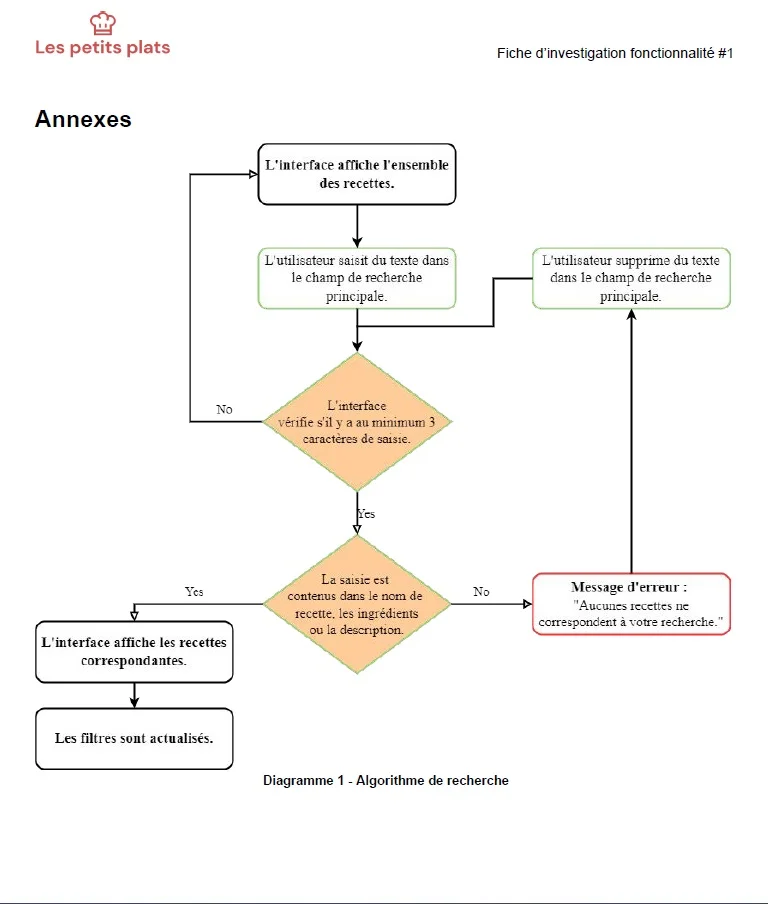 Les petits plats
Fiche d'investigation fonctionnalité #1
Annexes
L'interface affiche l'ensemble
des recettes.
L'utilisateur saisit du texte dans
le champ de recherche
principale.
L'utilisateur supprime du texte
dans le champ de recherche
principale.
No
L'interface
vérifie s'il y a au minimum 3
caractères de saisie.
Yes
La saisie est
contenus dans le nom de
recette, les ingrédients
ou la description.
Yes
No
Message d'erreur :
"Aucunes recettes ne
correspondent à votre recherche."
L'interface affiche les recettes
correspondantes.
Les filtres sont actualisés.
Diagramme 1 - Algorithme de recherche